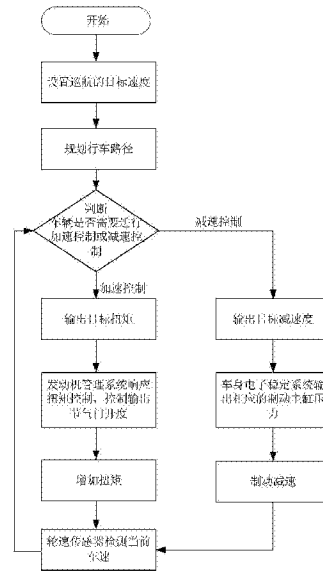 开始
设置巡航的目标速度
规划行车路径
判断
车辆是否需要进行
加速控制或减速控
制
减速控制
加速控制
输出目标扭矩
输出目标减速度
发动机管理系统响应
扭矩控制，控制输出
节气门开度
车身电子稳定系统输
出相应的制动主缸压
力
增加扭矩
制动减速
轮速传感器检测当前
车速